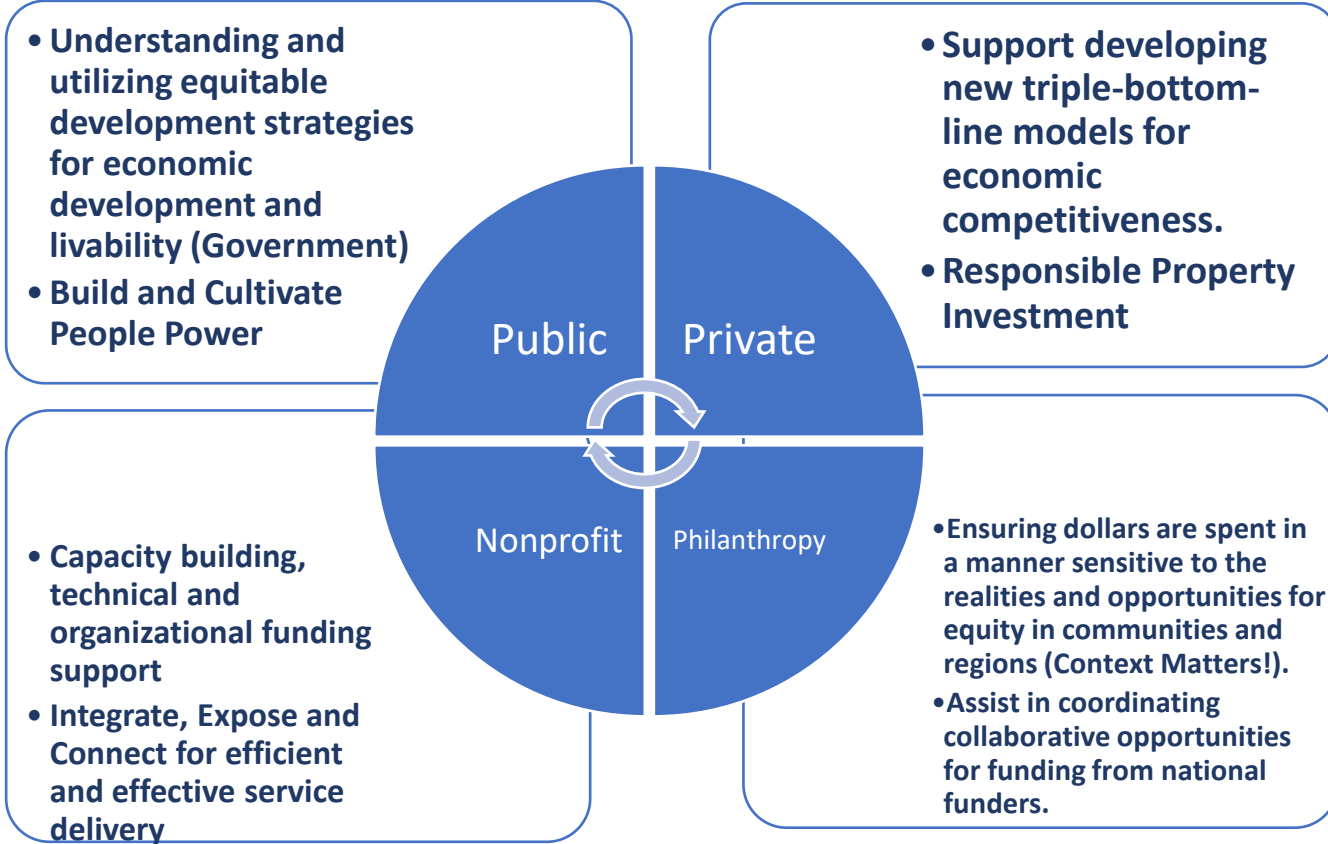 • Understanding and
utilizing equitable
development strategies
for economic
development and
livability (Government)
• Build and Cultivate
People Power
• Support developing
new triple-bottom-
line models for
economic
competitiveness.
• Responsible Property
Investment
Public
Private
Nonprofit
Philanthropy
• Capacity building,
technical and
organizational funding
support
• Integrate, Expose and
Connect for efficient
and effective service
delivery
•Ensuring dollars are spent in
a manner sensitive to the
realities and opportunities for
equity in communities and
regions (Context Matters!).
•Assist in coordinating
collaborative opportunities
for funding from national
funders.